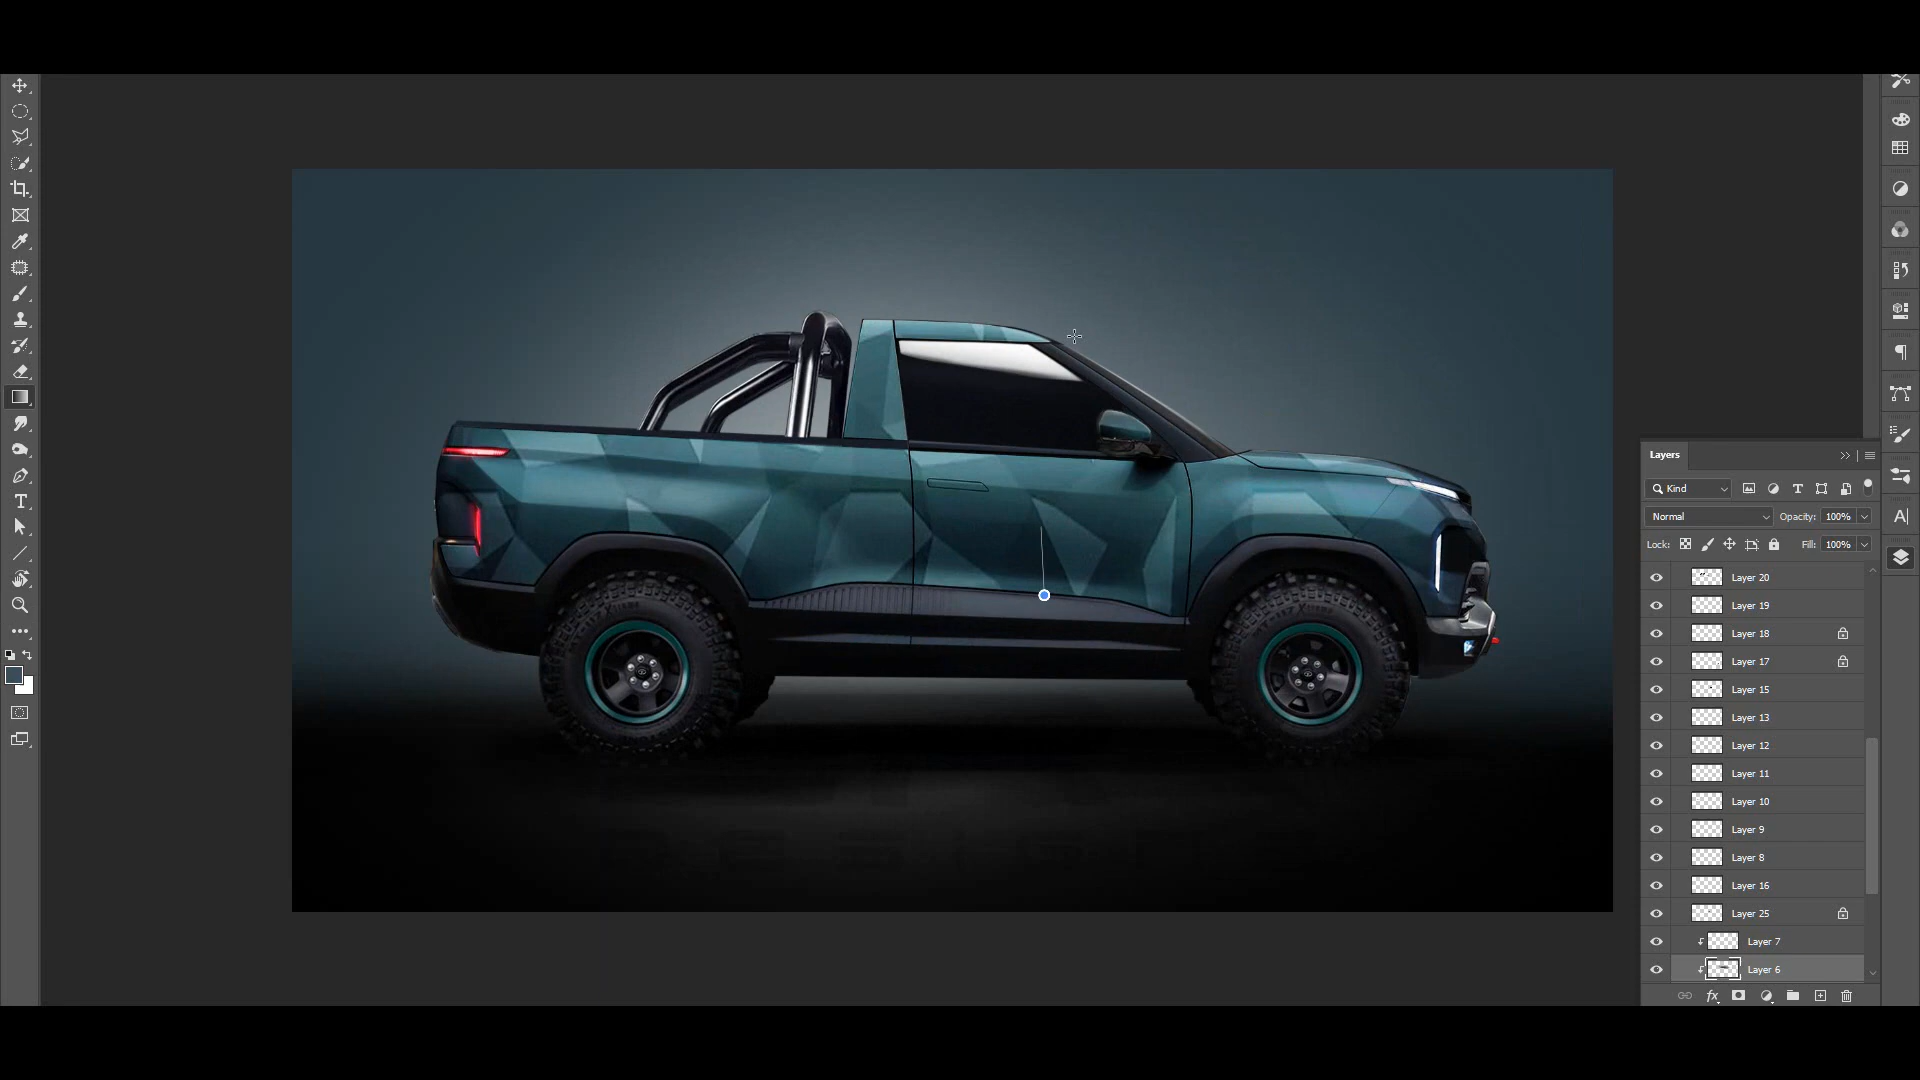 Layers
Kind
Normal
Opacity: 100%
Lock:
Fill: 100%
Layer 20
Layer 19
Layer 18
Layer 17
Layer 15
Layer 13
Layer 12
Layer 11
Layer 10
Layer 9
Layer 8
Layer 16
Layer 25
Layer 7
Layer 6
fx